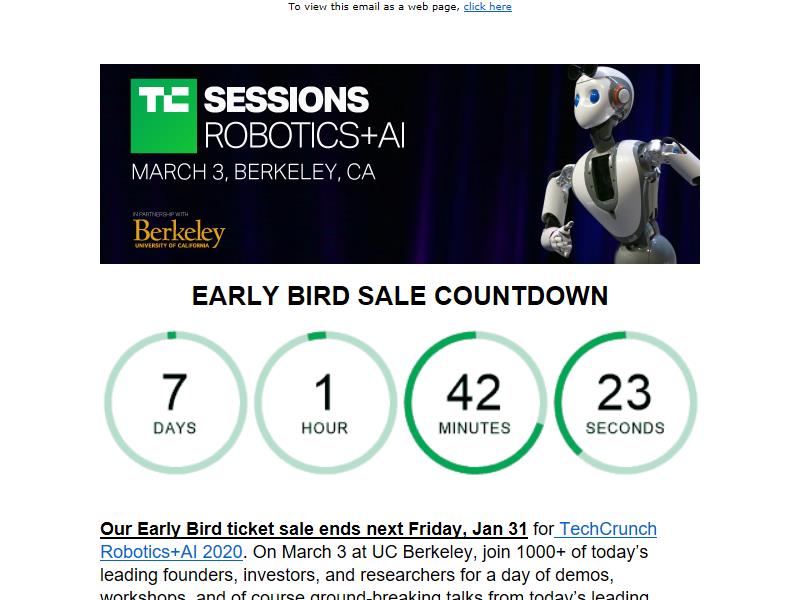 To view this email as a web page, click here
TC SESSIONS
ROBOTICS+AI
MARCH 3, BERKELEY, CA
IN PARTNERSHIP WITH
Berkeley
UNIVERSITY OF CALIFORNIA
EARLY BIRD SALE COUNTDOWN
7 1 42 23
DAYS HOUR MINUTES SECONDS
Our Early Bird ticket sale ends next Friday, Jan 31 for TechCrunch
Robotics+AI 2020. On March 3 at UC Berkeley, join 1000+ of today’s
leading founders, investors, and researchers for a day of demos,
workshops, and of course ground-breaking talks from today’s leading